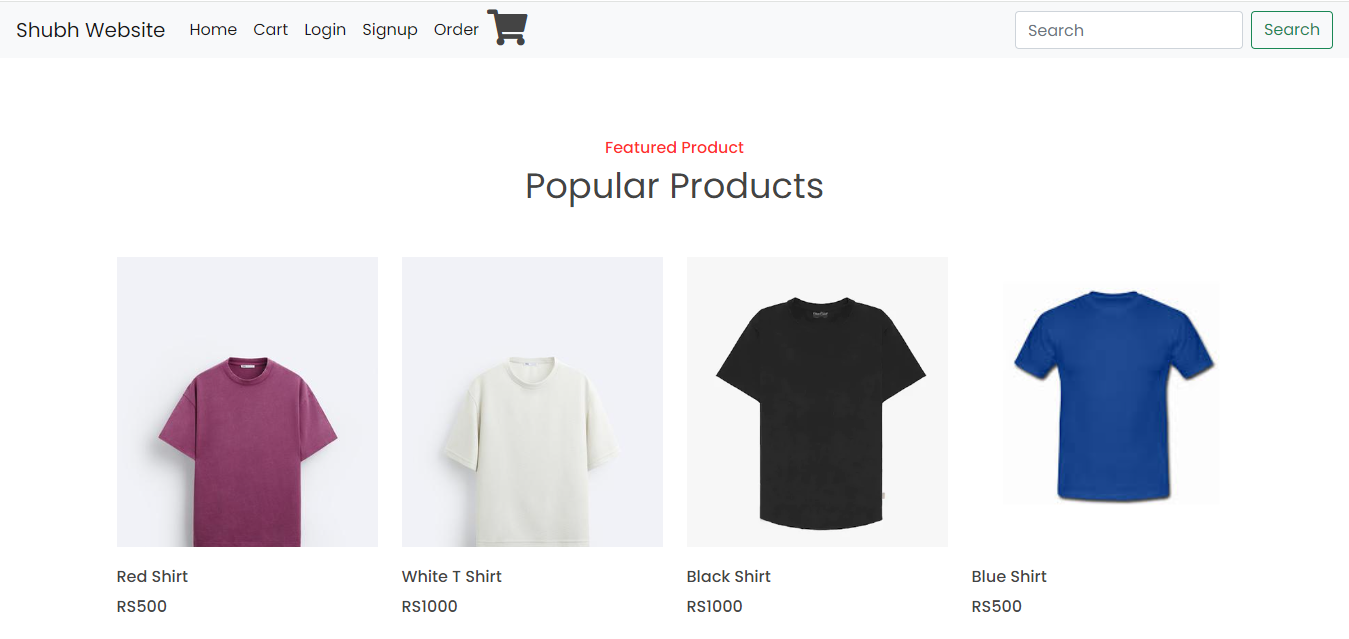 Shubh Website Home Cart Login Signup Order Search Search
Featured Product
Popular Products
Red Shirt White T Shirt Black Shirt Blue Shirt
RS500 RS1000 RS1000 RS500